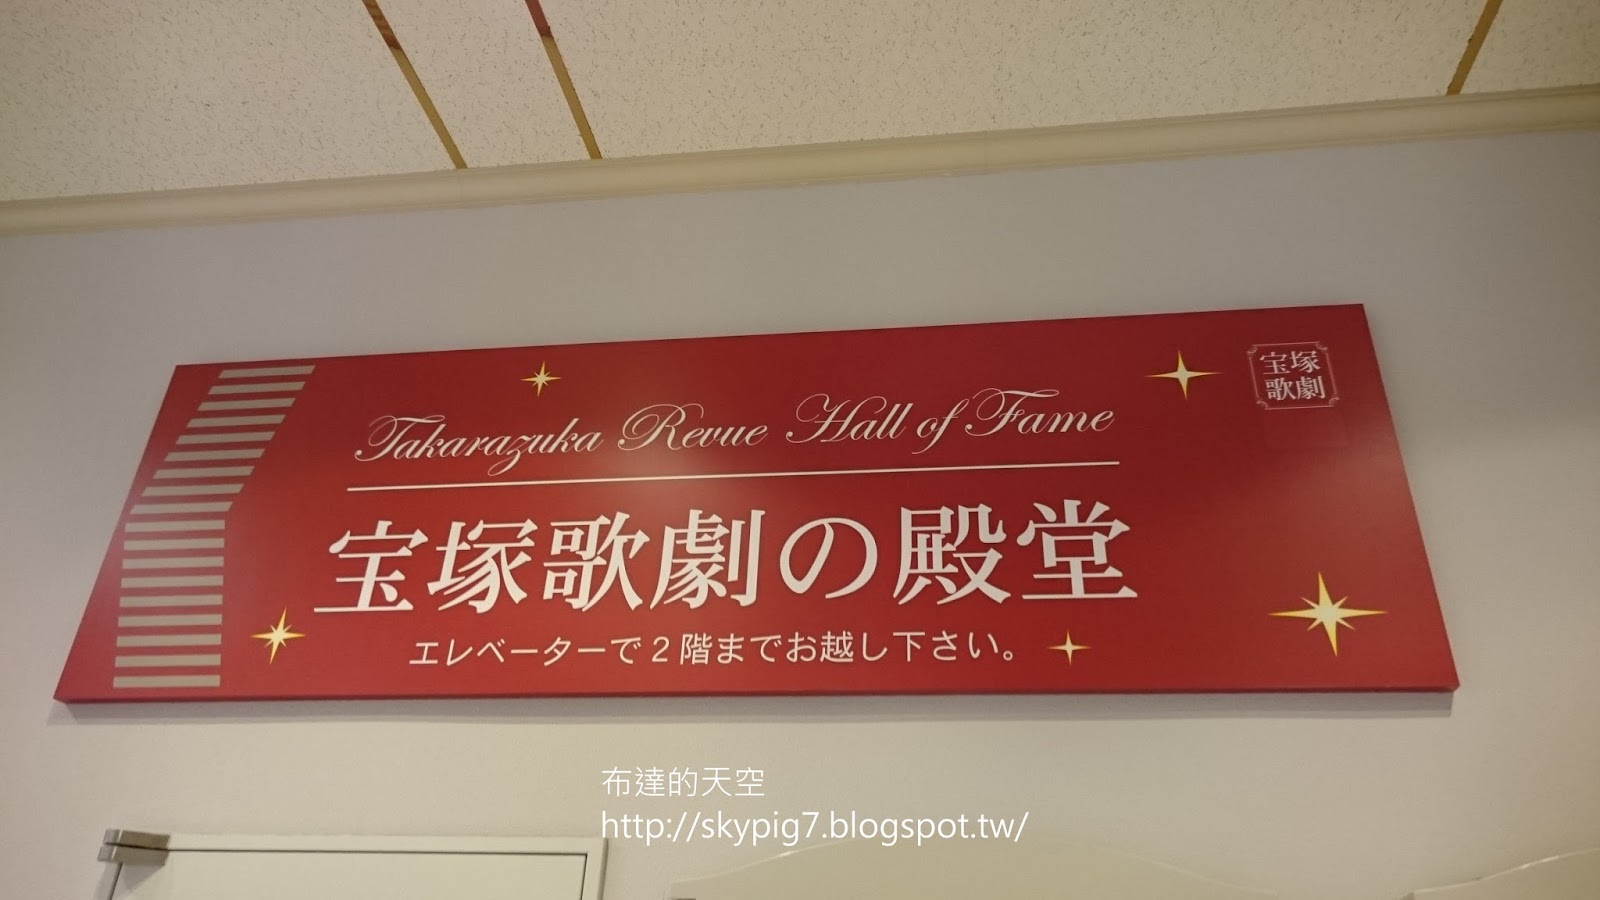 宝塚
歌劇
Takarazuka Revue Hall of Fame
宝塚歌劇の殿堂
エレベーターで2階までお越し下さい。
布達的天空
http://skypig7.blogspot.tw/